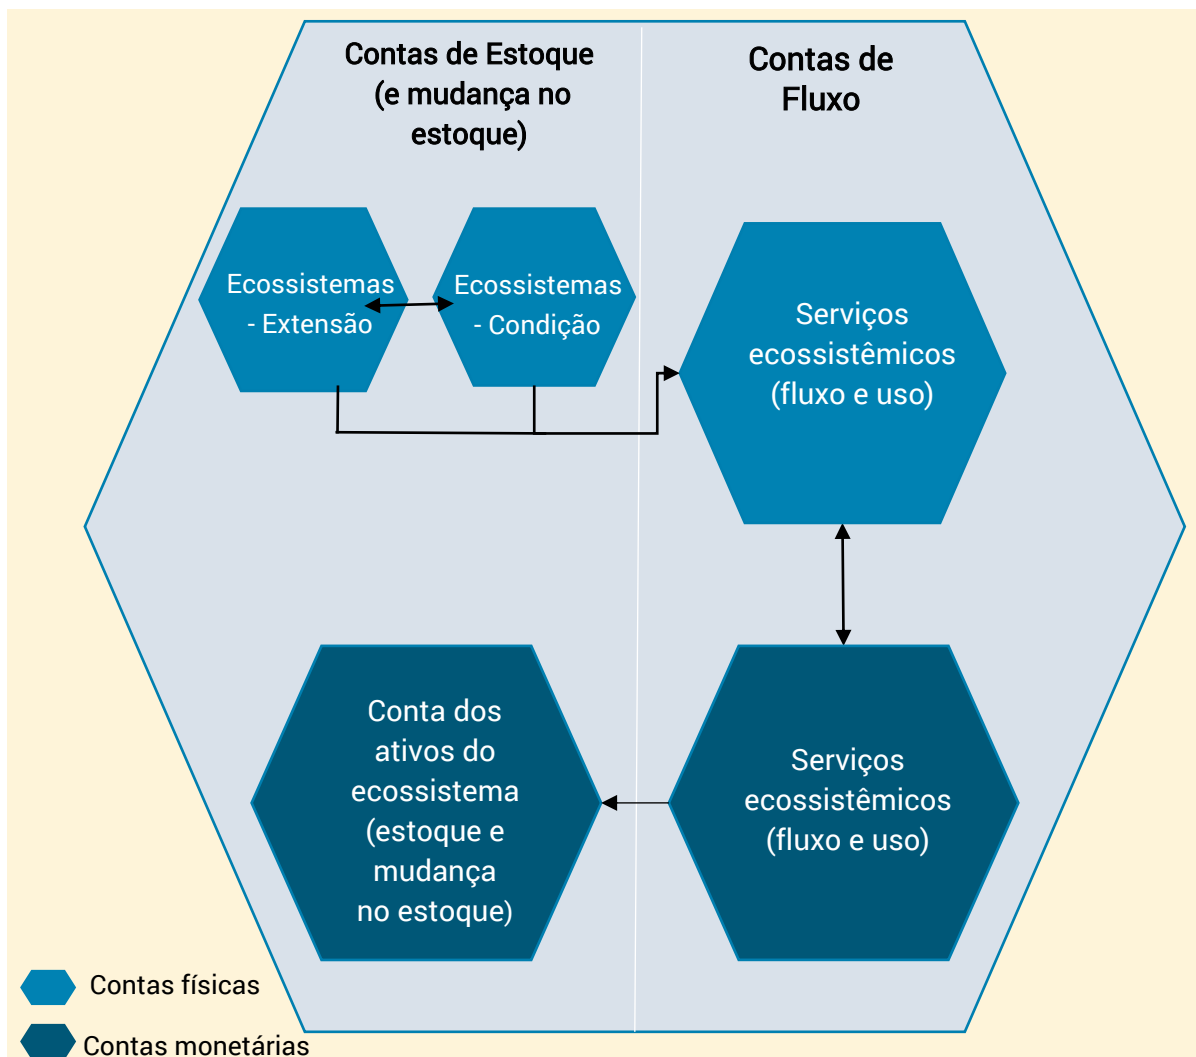 Contas de Estoque
(e mudança no
estoque)
Contas de
Fluxo
Ecossistemas
- Extensão
Ecossistemas
- Condição
Serviços
ecossistêmicos
(fluxo e uso)
Conta dos
ativos do
ecossistema
(estoque e
mudança
no estoque)
Serviços
ecossistêmicos
(fluxo e uso)
Contas físicas
Contas monetárias